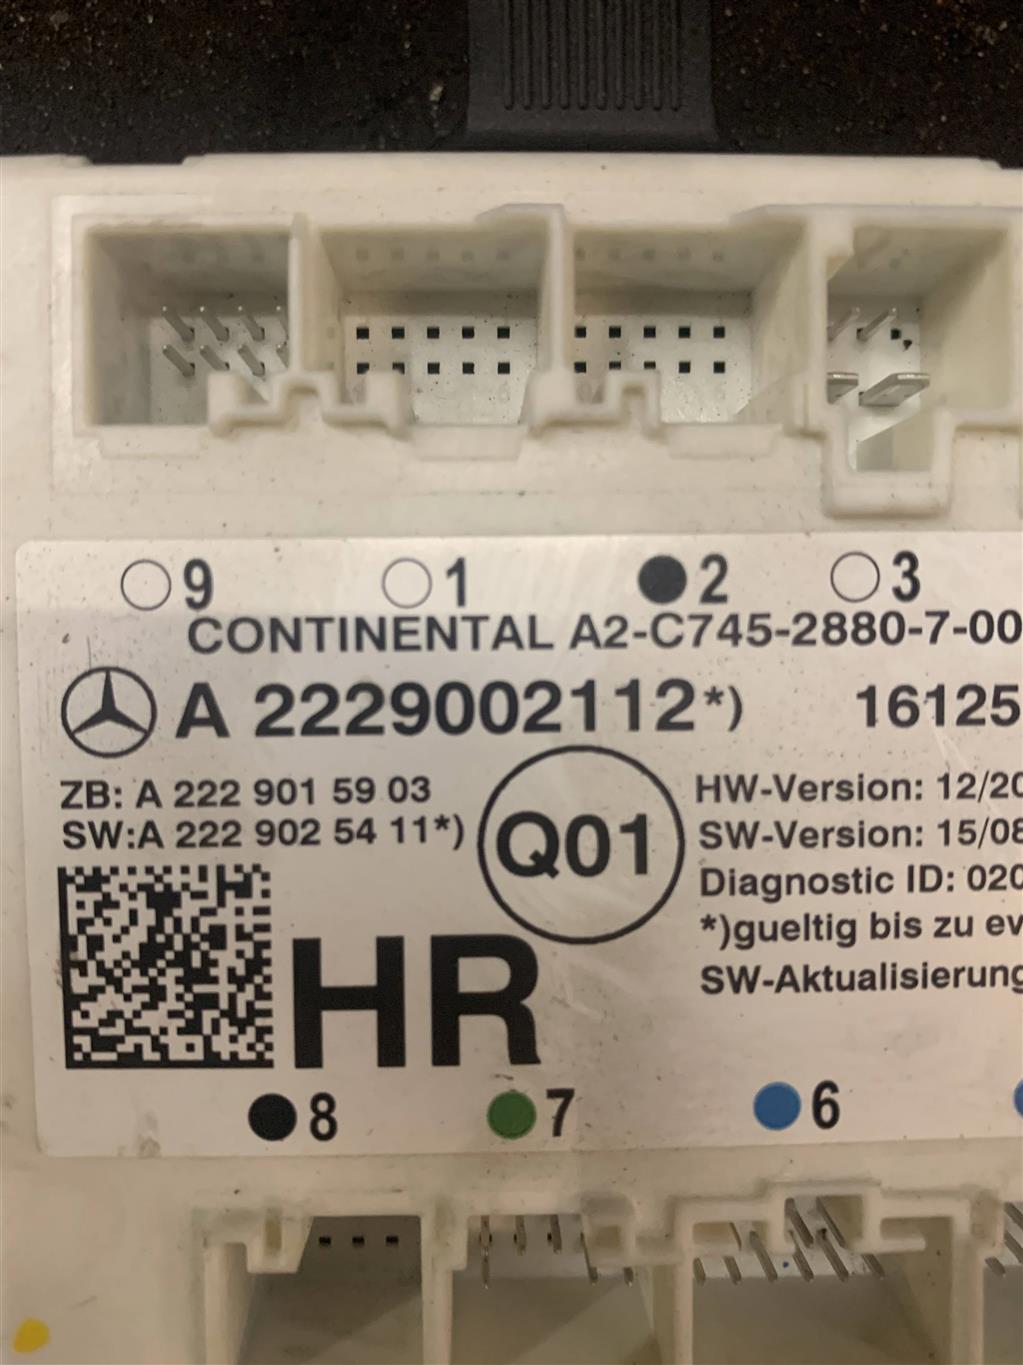 9 1 2 3
CONTINENTAL A2-C745-2880-7-00
A 2229002112*) 16125
ZB: A 222 901 59 03
SW:A 222 902 54 11*)
Q01
HW-Version: 12/20
SW-Version: 15/08
Diagnostic ID: 020
*)gueltig bis zu ev
SW-Aktualisierung
HR
8 7 6